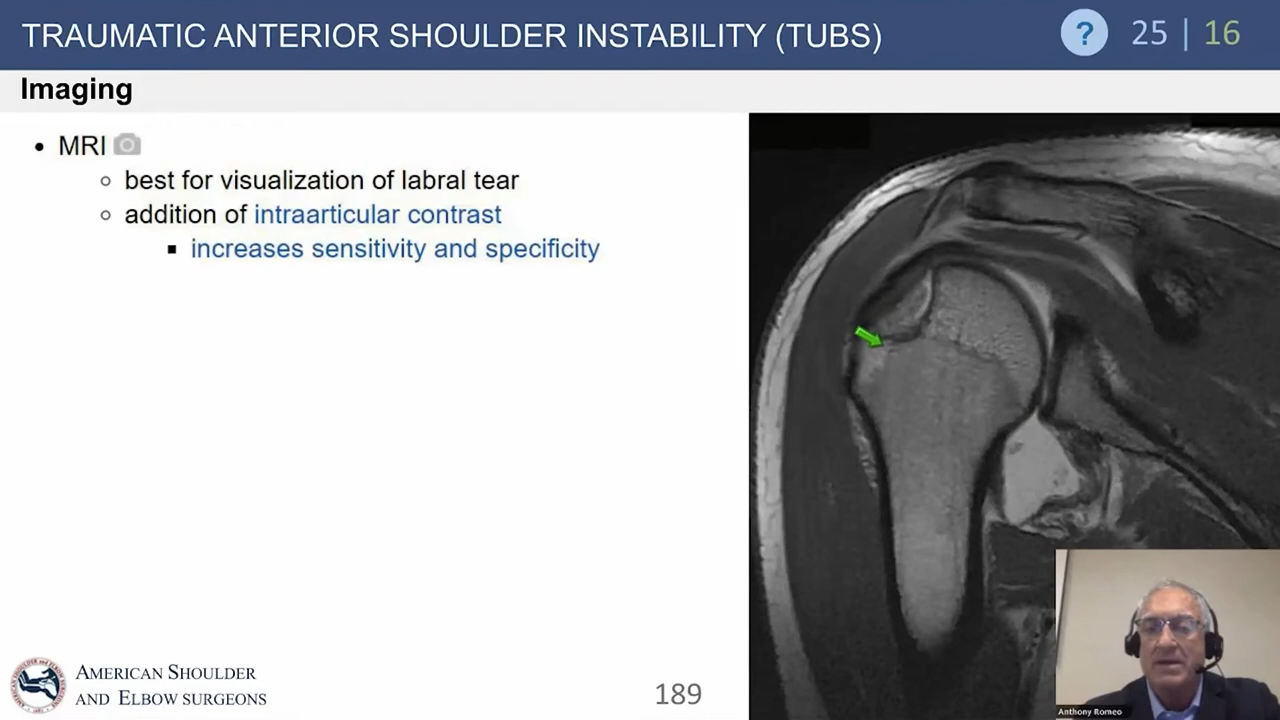 TRAUMATIC ANTERIOR SHOULDER INSTABILITY (TUBS)
? 25 | 16
Imaging
• MRI
○ best for visualization of labral tear
○ addition of intraarticular contrast
▪ increases sensitivity and specificity
AMERICAN SHOULDER
AND ELBOW SURGEONS
189
Anthony Romeo